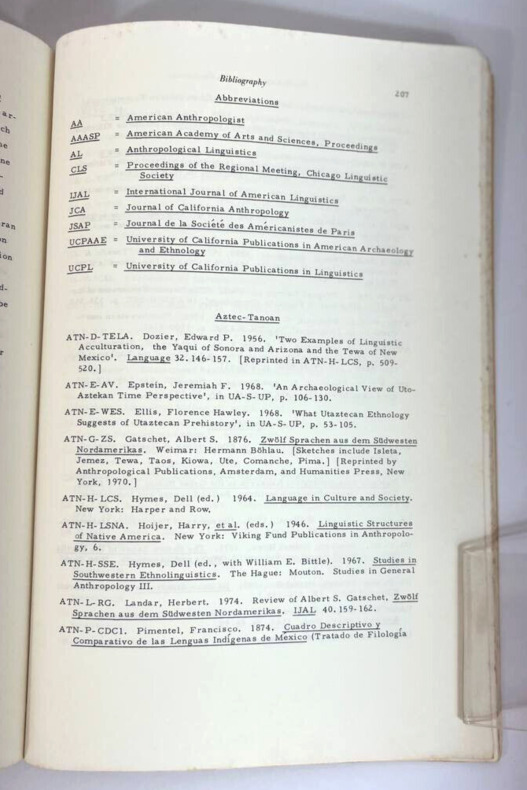 Bibliography
207
Abbreviations
AA = American Anthropologist
AAASP = American Academy of Arts and Sciences, Proceedings
AL = Anthropological Linguistics
CLS = Proceedings of the Regional Meeting, Chicago Linguistic
Society
IJAL = International Journal of American Linguistics
JCA = Journal of California Anthropology
JSAP = Journal de la Société des Américanistes de Paris
UCPAAE = University of California Publications in American Archaeology
and Ethnology
UCPL = University of California Publications in Linguistics
Aztec-Tanoan
ATN-D-TELA. Dozier, Edward P. 1956. 'Two Examples of Linguistic
Acculturation, the Yaqui of Sonora and Arizona and the Tewa of New
Mexico'. Language 32.146-157. [Reprinted in ATN-H-LCS, p. 509-
520.]
ATN-E-AV. Epstein, Jeremiah F. 1968. 'An Archaeological View of Uto-
Aztekan Time Perspective', in UA-S-UP, p. 106-130.
ATN-E-WES. Ellis, Florence Hawley. 1968. 'What Utaztecan Ethnology
Suggests of Utaztecan Prehistory', in UA-S-UP, p. 53-105.
ATN-G-ZS. Gatschet, Albert S. 1876. Zwölf Sprachen aus dem Südwesten
Nordamerikas. Weimar: Hermann Böhlau. [Sketches include Isleta,
Jemez, Tewa, Taos, Kiowa, Ute, Comanche, Pima.] [Reprinted by
Anthropological Publications, Amsterdam, and Humanities Press, New
York, 1970.]
ATN-H-LCS. Hymes, Dell (ed.) 1964. Language in Culture and Society.
New York: Harper and Row.
ATN-H-LSNA. Hoijer, Harry, et al. (eds.) 1946. Linguistic Structures
of Native America. New York: Viking Fund Publications in Anthropolo-
gy, 6.
ATN-H-SSE. Hymes, Dell (ed., with William E. Bittle). 1967. Studies in
Southwestern Ethnolinguistics. The Hague: Mouton. Studies in General
Anthropology III.
ATN-L-RG. Landar, Herbert. 1974. Review of Albert S. Gatschet, Zwölf
Sprachen aus dem Südwesten Nordamerikas. IJAL 40.159-162.
ATN-P-CDC1. Pimentel, Francisco. 1874. Cuadro Descriptivo y
Comparativo de las Lenguas Indígenas de México (Tratado de Filología